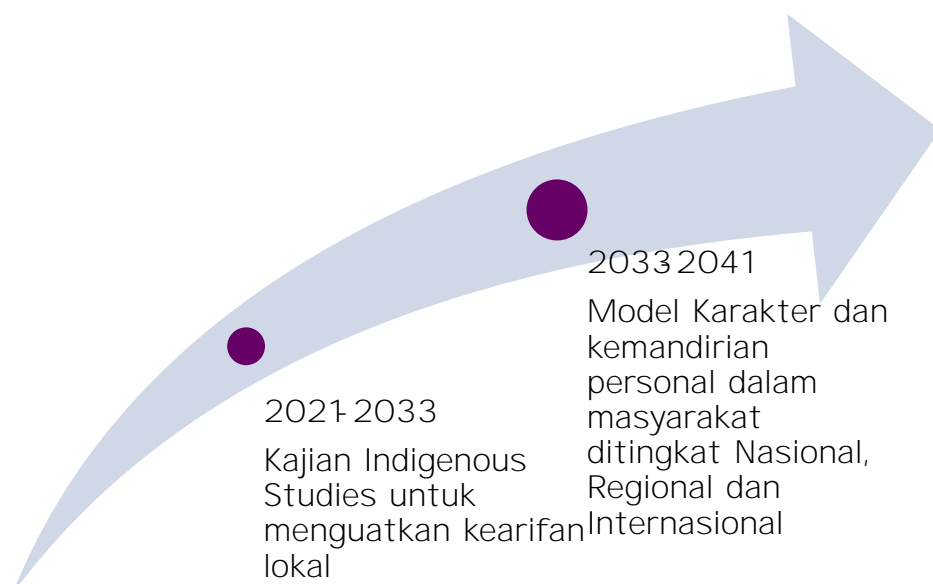 2021-2033
Kajian Indigenous
Studies untuk
menguatkan kearifan
lokal
2033-2041
Model Karakter dan
kemandirian
personal dalam
masyarakat
ditingkat Nasional,
Regional dan
Internasional